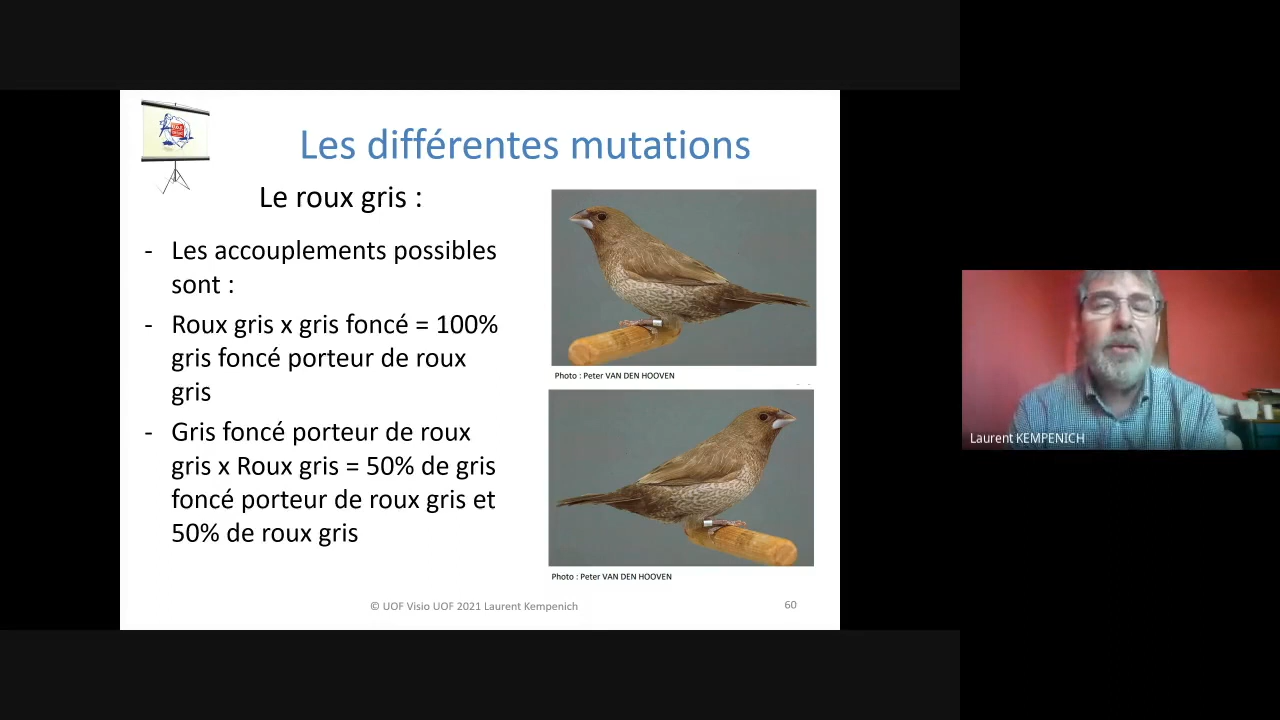 Les différentes mutations
Le roux gris :
- Les accouplements possibles
sont :
- Roux gris x gris foncé = 100%
gris foncé porteur de roux
gris
- Gris foncé porteur de roux
gris x Roux gris = 50% de gris
foncé porteur de roux gris et
50% de roux gris
Photo : Peter VAN DEN HOOVEN
Photo : Peter VAN DEN HOOVEN
© UOF Visio UOF 2021 Laurent Kempenich
60
Laurent KEMPENICH